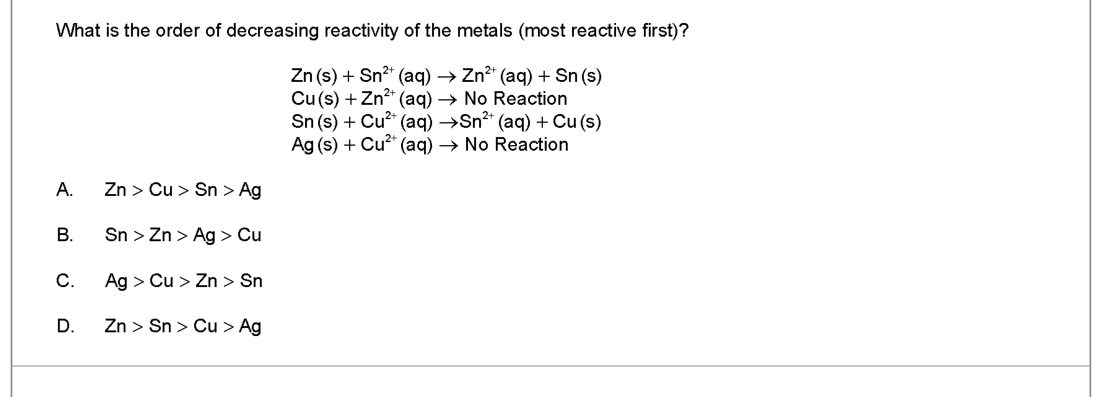 What is the order of decreasing reactivity of the metals (most reactive first)?
Zn (s) + Sn²⁺ (aq) → Zn²⁺ (aq) + Sn (s)
Cu (s) + Zn²⁺ (aq) → No Reaction
Sn (s) + Cu²⁺ (aq) →Sn²⁺ (aq) + Cu (s)
Ag (s) + Cu²⁺ (aq) → No Reaction
A. Zn > Cu > Sn > Ag
B. Sn > Zn > Ag > Cu
C. Ag > Cu > Zn > Sn
D. Zn > Sn > Cu > Ag